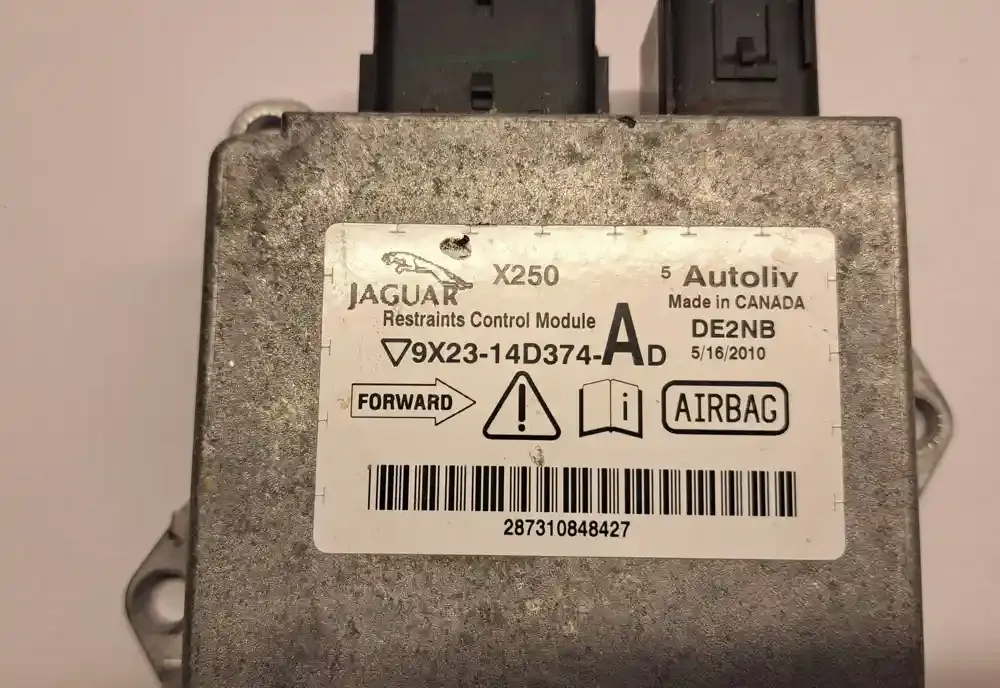 JAGUAR
X250
5 Autoliv
Made in CANADA
Restraints Control Module
DE2NB
▽9X23-14D374-AD
5/16/2010
FORWARD
!
i
AIRBAG
287310848427